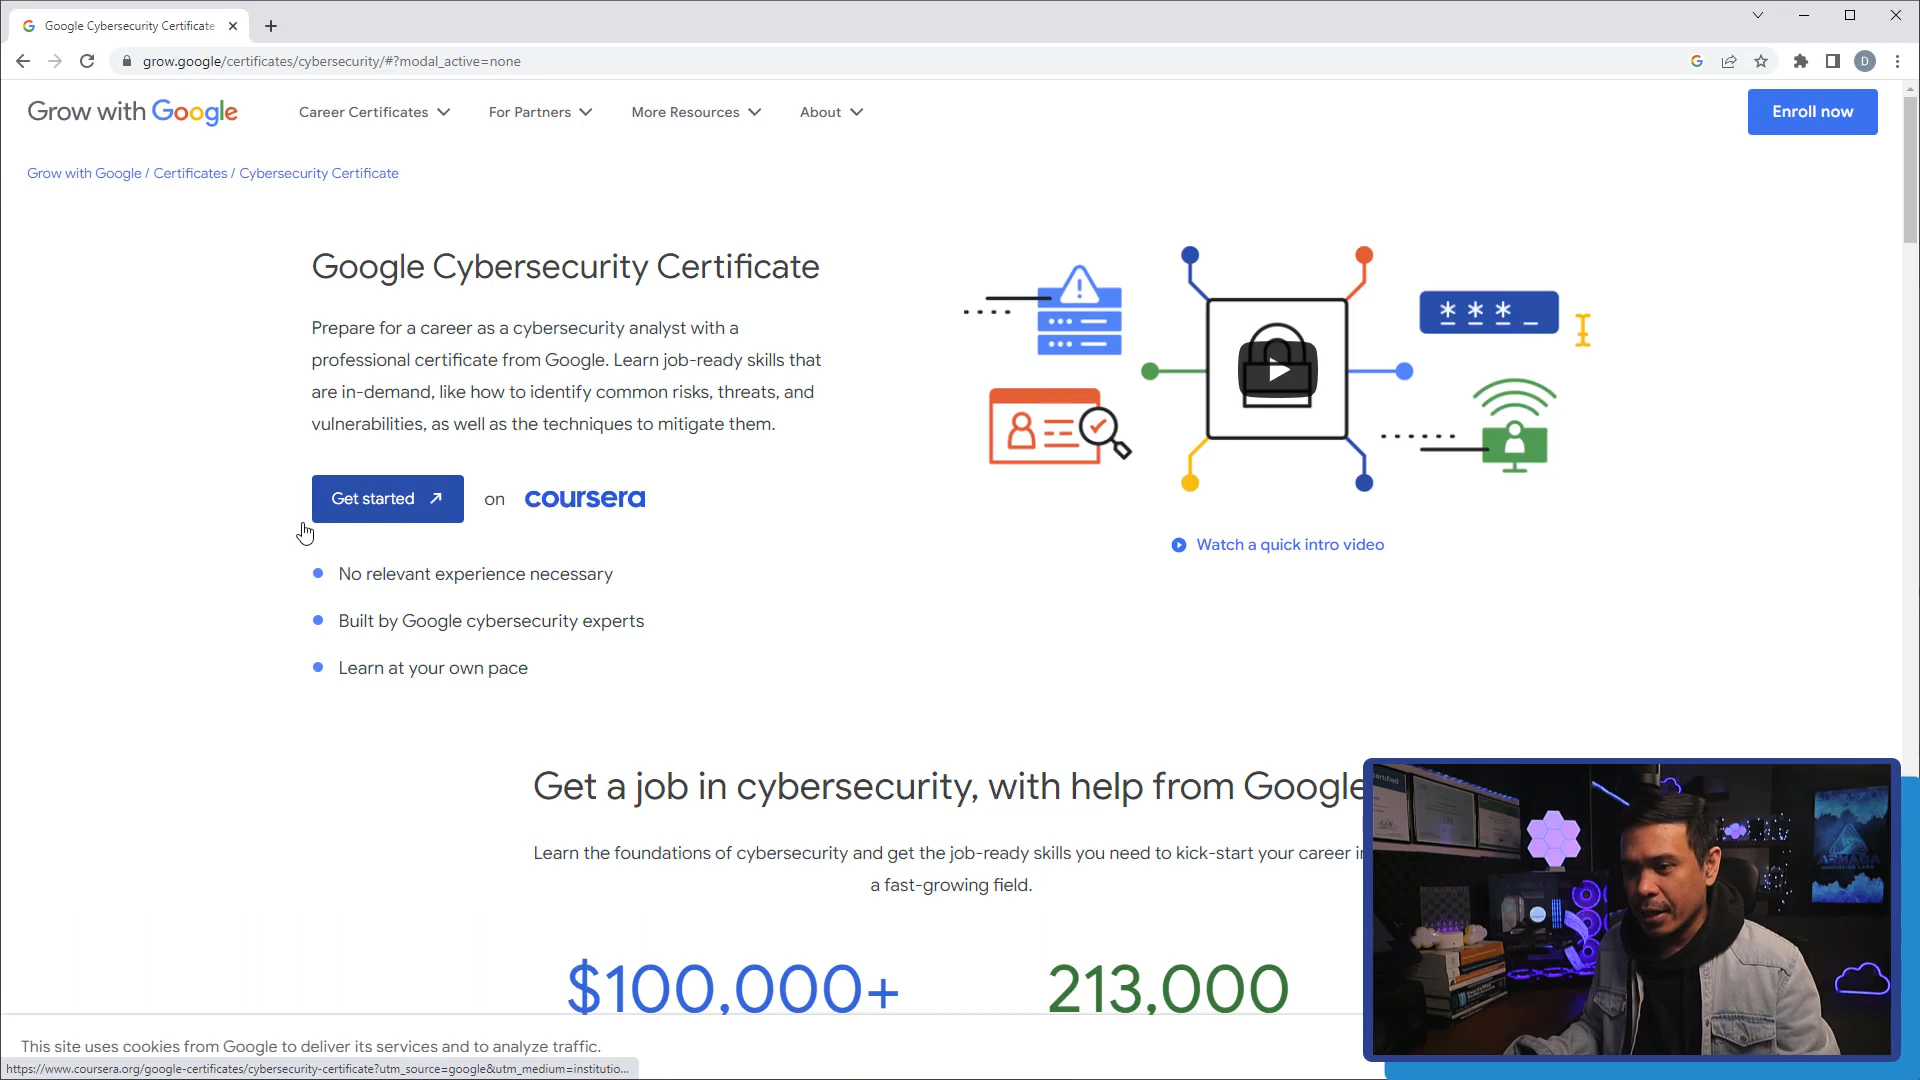 Google Cybersecurity Certificate
grow.google/certificates/cybersecurity/#?modal_active=none
D
Grow with Google
Career Certificates
For Partners
More Resources
About
Enroll now
Grow with Google / Certificates / Cybersecurity Certificate
Google Cybersecurity Certificate
Prepare for a career as a cybersecurity analyst with a
professional certificate from Google. Learn job-ready skills that
are in-demand, like how to identify common risks, threats, and
vulnerabilities, as well as the techniques to mitigate them.
Get started
on
coursera
***_
Watch a quick intro video
No relevant experience necessary
Built by Google cybersecurity experts
Learn at your own pace
Get a job in cybersecurity, with help from Google
Learn the foundations of cybersecurity and get the job-ready skills you need to kick-start your career in
a fast-growing field.
$100,000+
213,000
This site uses cookies from Google to deliver its services and to analyze traffic.
https://www.coursera.org/google-certificates/cybersecurity-certificate?utm_source=google&utm_medium=institutio...
ARMADA